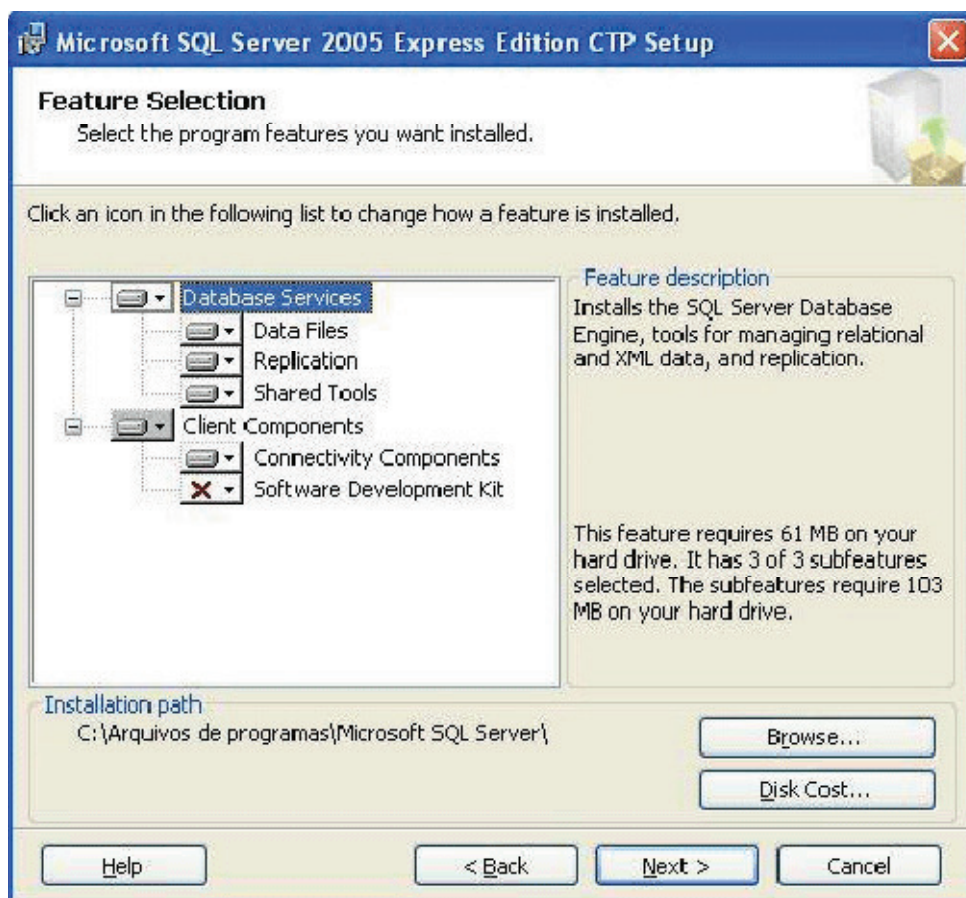 Microsoft SQL Server 2005 Express Edition CTP Setup
Feature Selection
Select the program features you want installed.
Click an icon in the following list to change how a feature is installed.
Database Services
Data Files
Replication
Shared Tools
Client Components
Connectivity Components
Software Development Kit
Feature description
Installs the SQL Server Database
Engine, tools for managing relational
and XML data, and replication.
This feature requires 61 MB on your
hard drive. It has 3 of 3 subfeatures
selected. The subfeatures require 103
MB on your hard drive.
Installation path
C:\Arquivos de programas\Microsoft SQL Server\
Browse...
Disk Cost...
Help
< Back
Next >
Cancel